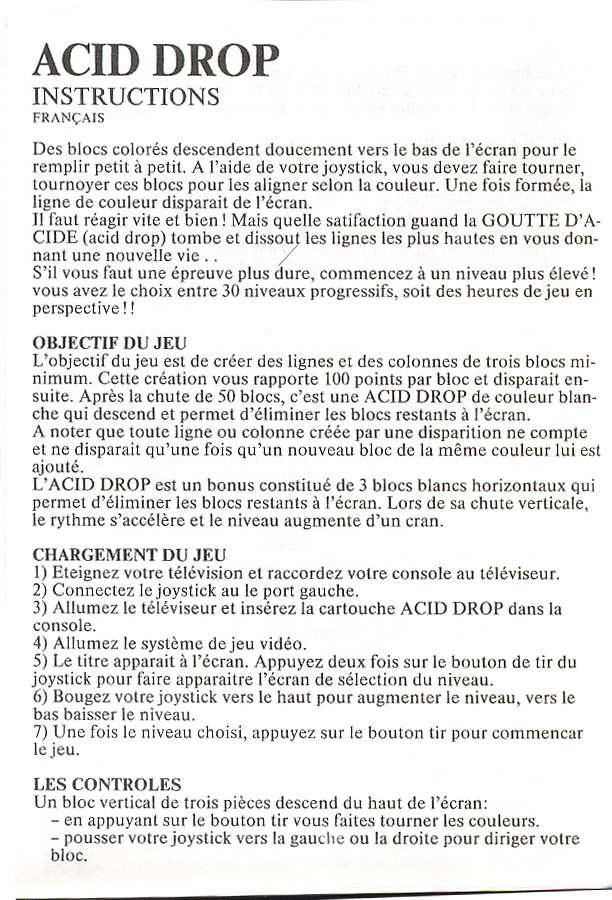 ACID DROP
INSTRUCTIONS
FRANÇAIS
Des blocs colorés descendent doucement vers le bas de l'écran pour le
remplir petit à petit. A l'aide de votre joystick, vous devez faire tourner,
tournoyer ces blocs pour les aligner selon la couleur. Une fois formée, la
ligne de couleur disparait de l'écran.
Il faut réagir vite et bien! Mais quelle satifaction guand la GOUTTE D'A-
CIDE (acid drop) tombe et dissout les lignes les plus hautes en vous don-
nant une nouvelle vie . .
S'il vous faut une épreuve plus dure, commencez à un niveau plus élevé!
vous avez le choix entre 30 niveaux progressifs, soit des heures de jeu en
perspective!!
OBJECTIF DU JEU
L'objectif du jeu est de créer des lignes et des colonnes de trois blocs mi-
nimum. Cette création vous rapporte 100 points par bloc et disparait en-
suite. Après la chute de 50 blocs, c'est une ACID DROP de couleur blan-
che qui descend et permet d'éliminer les blocs restants à l'écran.
A noter que toute ligne ou colonne créée par une disparition ne compte
et ne disparait qu'une fois qu'un nouveau bloc de la même couleur lui est
ajouté.
L'ACID DROP est un bonus constitué de 3 blocs blancs horizontaux qui
permet d'éliminer les blocs restants à l'écran. Lors de sa chute verticale,
le rythme s'accélère et le niveau augmente d'un cran.
CHARGEMENT DU JEU
1) Eteignez votre télévision et raccordez votre console au téléviseur.
2) Connectez le joystick au le port gauche.
3) Allumez le téléviseur et insérez la cartouche ACID DROP dans la
console.
4) Allumez le système de jeu vidéo.
5) Le titre apparait à l'écran. Appuyez deux fois sur le bouton de tir du
joystick pour faire apparaitre l'écran de sélection du niveau.
6) Bougez votre joystick vers le haut pour augmenter le niveau, vers le
bas baisser le niveau.
7) Une fois le niveau choisi, appuyez sur le bouton tir pour commencar
le jeu.
LES CONTROLES
Un bloc vertical de trois pièces descend du haut de l'écran:
– en appuyant sur le bouton tir vous faites tourner les couleurs.
– pousser votre joystick vers la gauche ou la droite pour diriger votre
bloc.